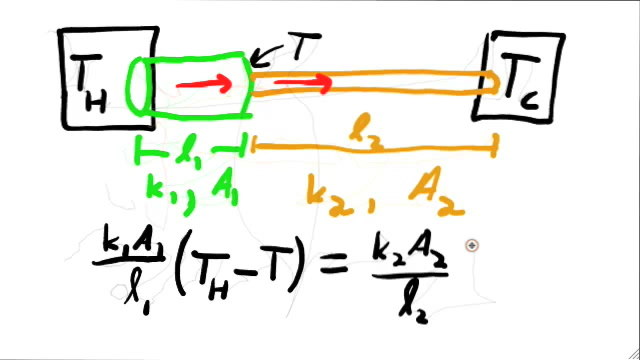 T_H T T_C
l_1 l_2
k_1, A_1 k_2, A_2
k_1A_1/l_1 (T_H - T) = k_2A_2/l_2